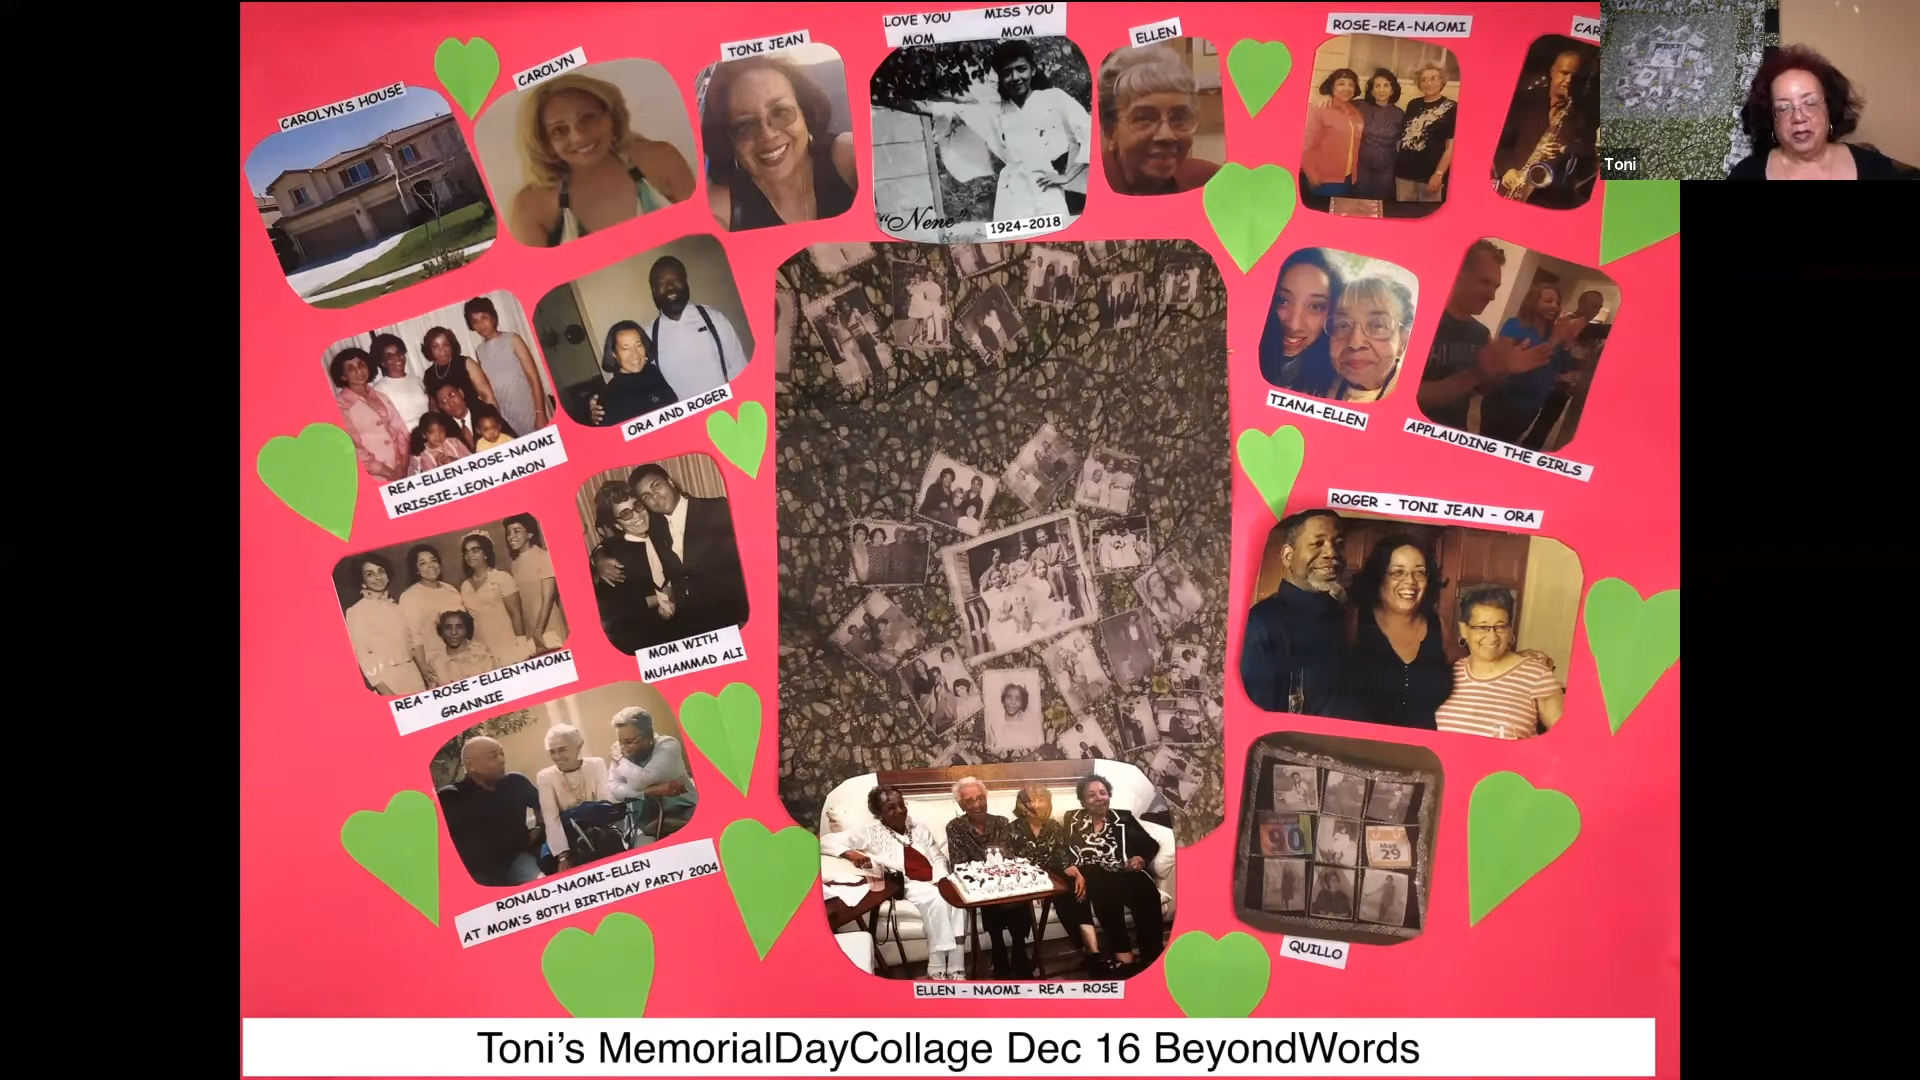 LOVE YOU MOM
MISS YOU MOM
CAROLYN'S HOUSE
CAROLYN
TONI JEAN
"Nene"
1924-2018
ELLEN
ROSE-REA-NAOMI
CAR
Toni
REA-ELLEN-ROSE-NAOMI
KRISSIE-LEON-AARON
ORA AND ROGER
TIANA-ELLEN
APPLAUDING THE GIRLS
REA-ROSE-ELLEN-NAOMI
GRANNIE
MOM WITH
MUHAMMAD ALI
ROGER - TONI JEAN - ORA
RONALD-NAOMI-ELLEN
AT MOM'S 80TH BIRTHDAY PARTY 2004
90
May
29
QUILLO
ELLEN - NAOMI - REA - ROSE
Toni's MemorialDayCollage Dec 16 BeyondWords